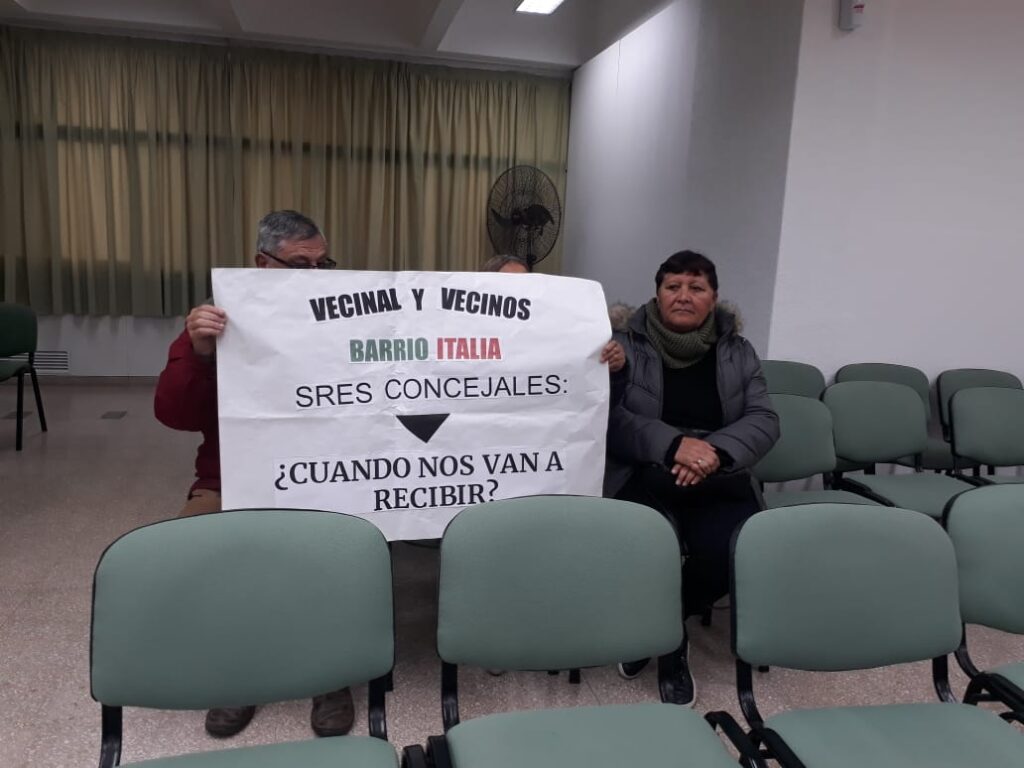 VECINAL Y VECINOS
BARRIO ITALIA
SRES CONCEJALES:
¿CUANDO NOS VAN A
RECIBIR?